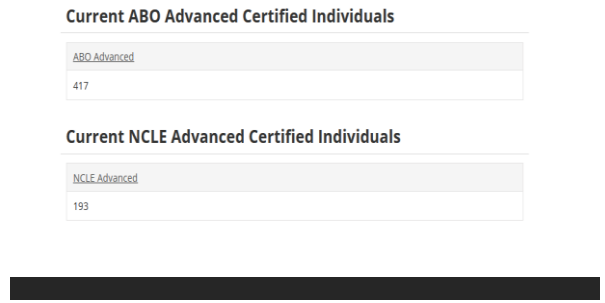 Current ABO Advanced Certified Individuals
ABO Advanced
417
Current NCLE Advanced Certified Individuals
NCLE Advanced
193